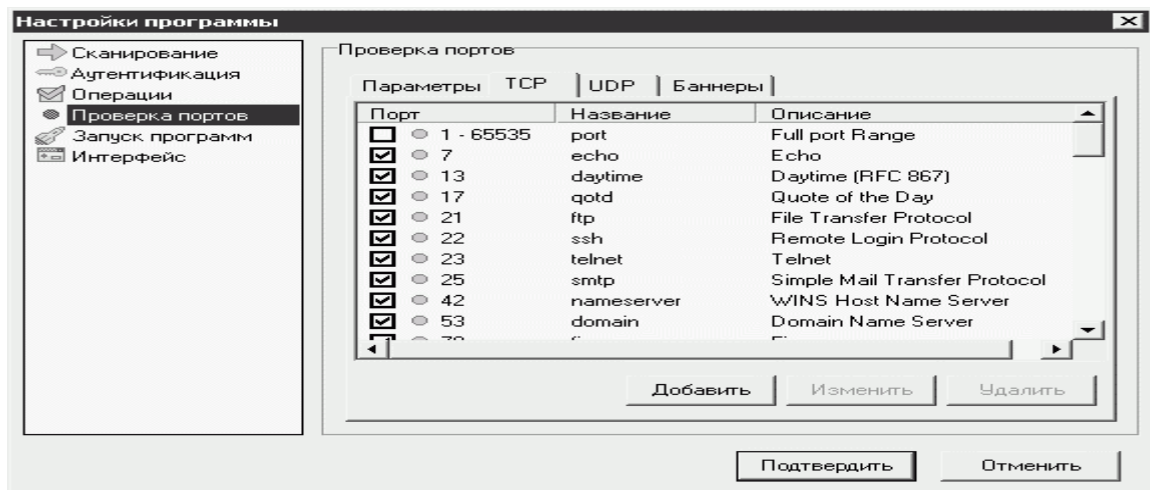 Настройки программы
Сканирование
Аутентификация
Операции
Проверка портов
Запуск программ
Интерфейс
Проверка портов
Параметры TCP UDP Баннеры
Порт Название Описание
1 - 65535 port Full port Range
7 echo Echo
13 daytime Daytime (RFC 867)
17 qotd Quote of the Day
21 ftp File Transfer Protocol
22 ssh Remote Login Protocol
23 telnet Telnet
25 smtp Simple Mail Transfer Protocol
42 nameserver WINS Host Name Server
53 domain Domain Name Server
Добавить Изменить Удалить
Подтвердить Отменить